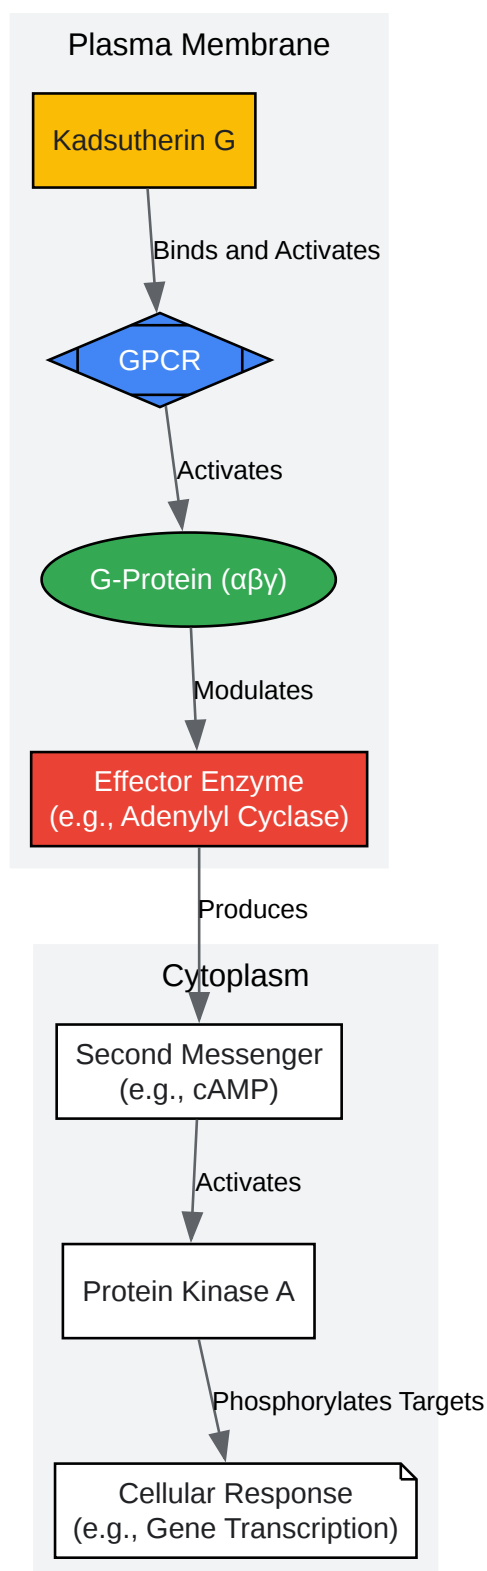 Plasma Membrane
Kadsutherin G
Binds and Activates
GPCR
Activates
G-Protein (αβγ)
Modulates
Effector Enzyme
(e.g., Adenylyl Cyclase)
Produces
Cytoplasm
Second Messenger
(e.g., cAMP)
Activates
Protein Kinase A
Phosphorylates Targets
Cellular Response
(e.g., Gene Transcription)